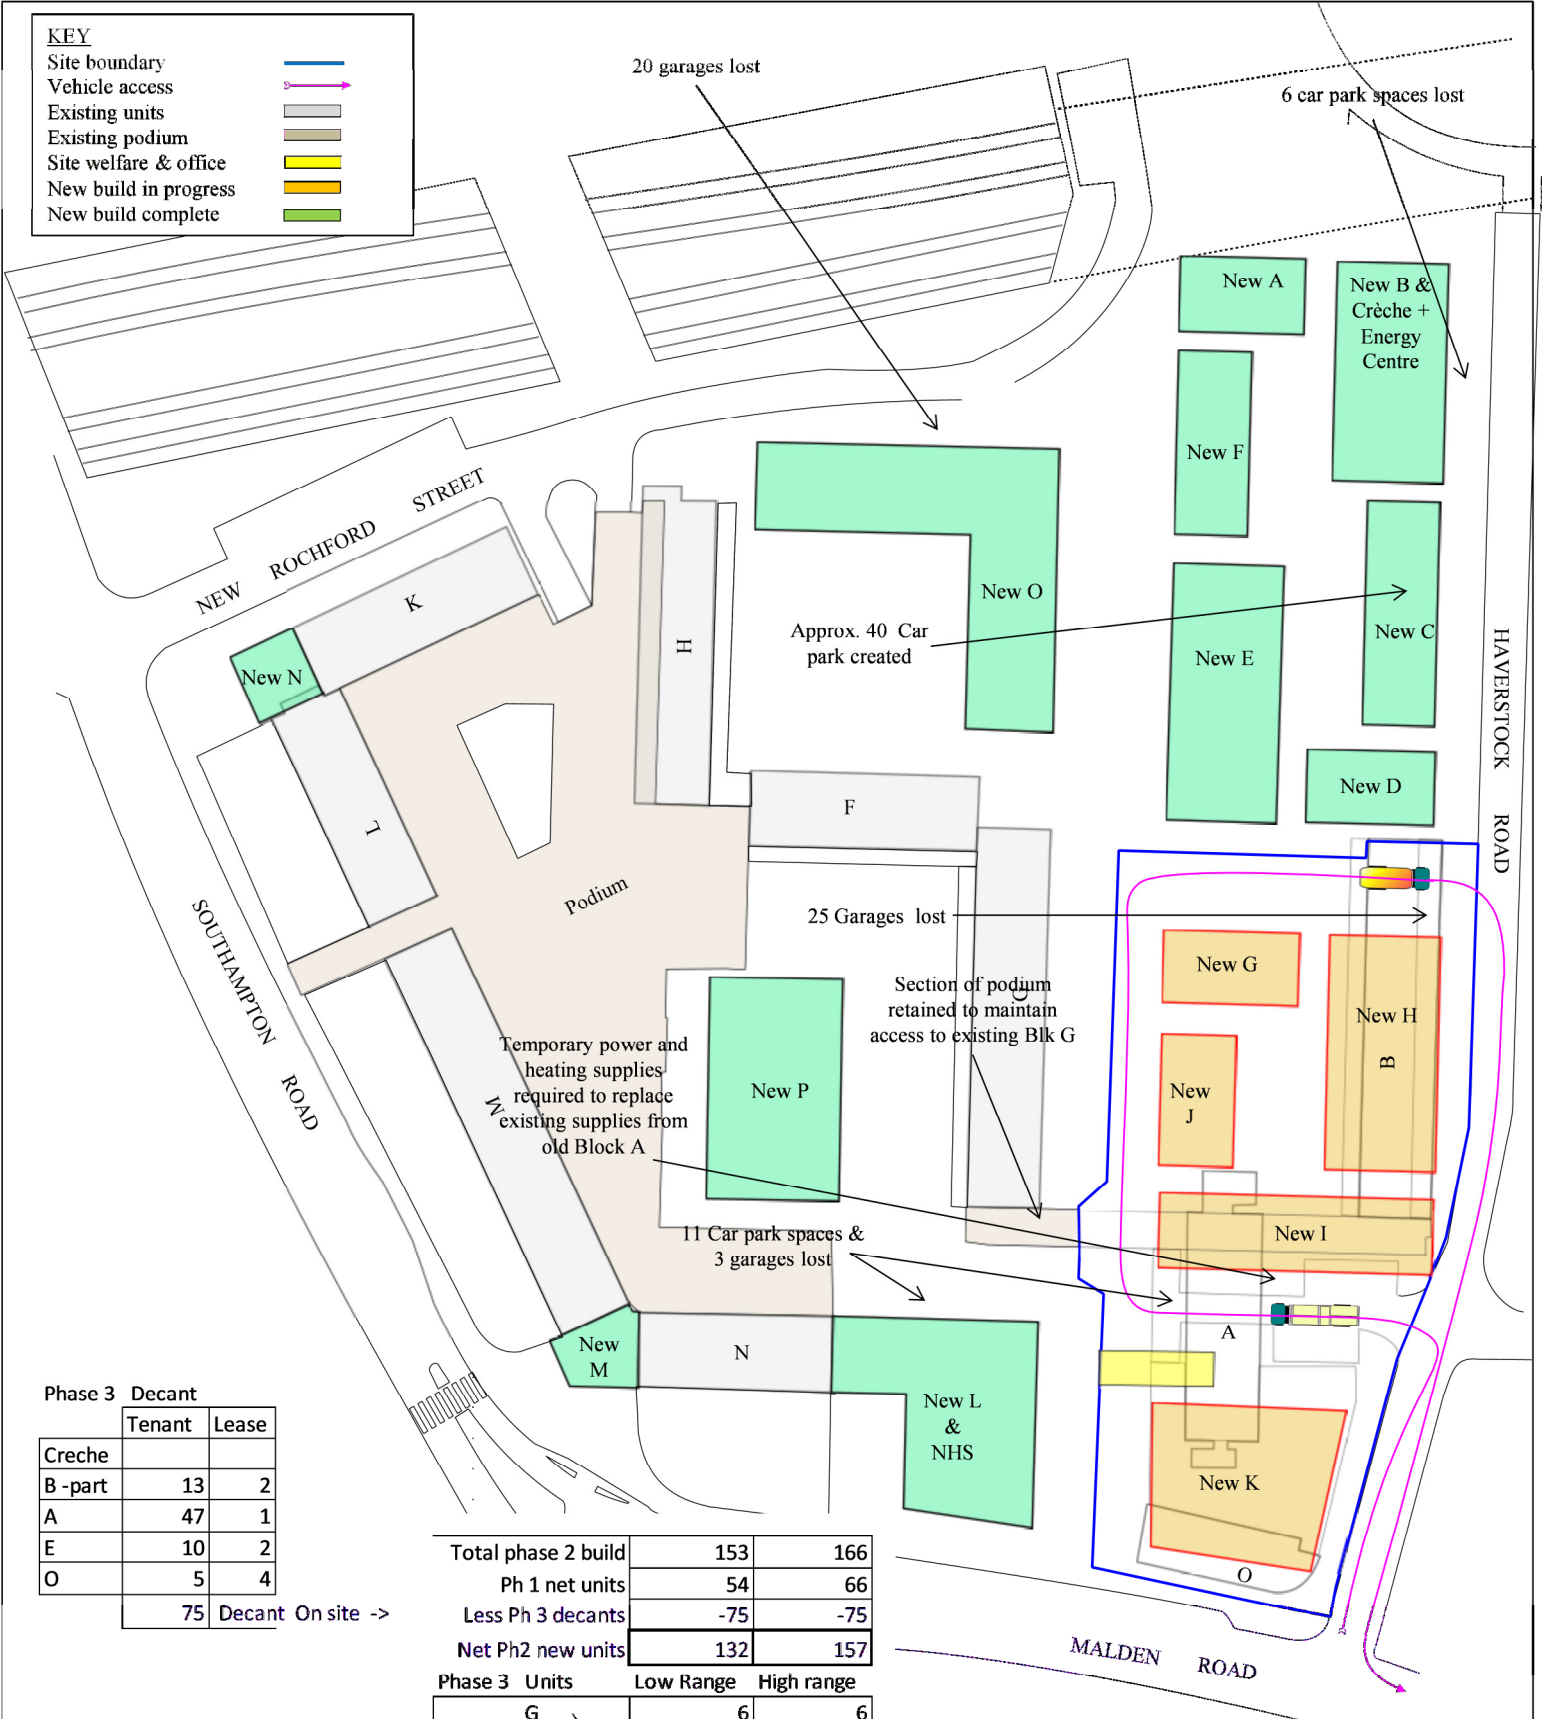 KEY
Site boundary
Vehicle access
Existing units
Existing podium
Site welfare & office
New build in progress
New build complete
20 garages lost
6 car park spaces lost
New A
New B &
Crèche +
Energy
Centre
New F
NEW ROCHFORD STREET
K
New N
H
New O
Approx. 40 Car
park created
New C
New E
HAVERSTOCK ROAD
New D
F
L
Podium
25 Garages lost
SOUTHAMPTON ROAD
New G
Section of podium
retained to maintain
access to existing Blk G
G
New H
B
Temporary power and
heating supplies
required to replace
existing supplies from
old Block A
M
New P
New
J
11 Car park spaces &
3 garages lost
New I
A
New
M
N
New L
&
NHS
New K
O
MALDEN ROAD
Phase 3 Decant
Tenant Lease
Creche
B -part 13 2
A 47 1
E 10 2
O 5 4
75 Decant On site ->
Total phase 2 build 153 166
Ph 1 net units 54 66
Less Ph 3 decants -75 -75
Net Ph2 new units 132 157
Phase 3 Units Low Range High range
G 6 6